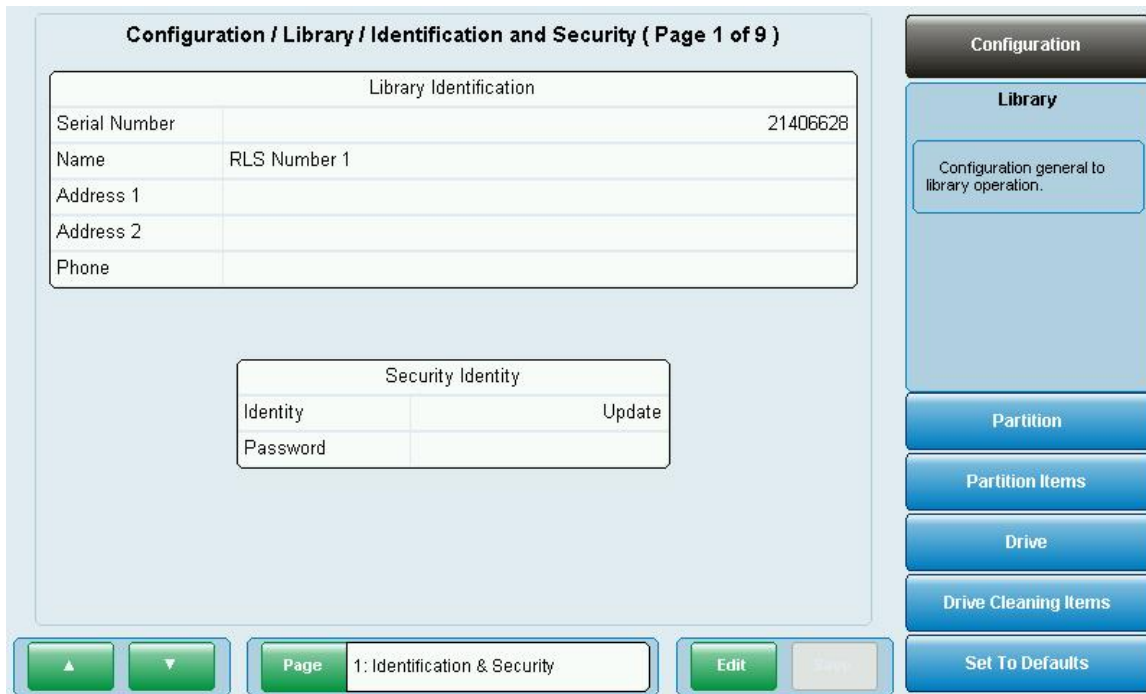 Configuration / Library / Identification and Security ( Page 1 of 9 )
Library Identification
Serial Number 21406628
Name RLS Number 1
Address 1
Address 2
Phone
Security Identity
Identity Update
Password
▲ ▼ Page 1: Identification & Security Edit Save
Configuration
Library
Configuration general to
library operation.
Partition
Partition Items
Drive
Drive Cleaning Items
Set To Defaults